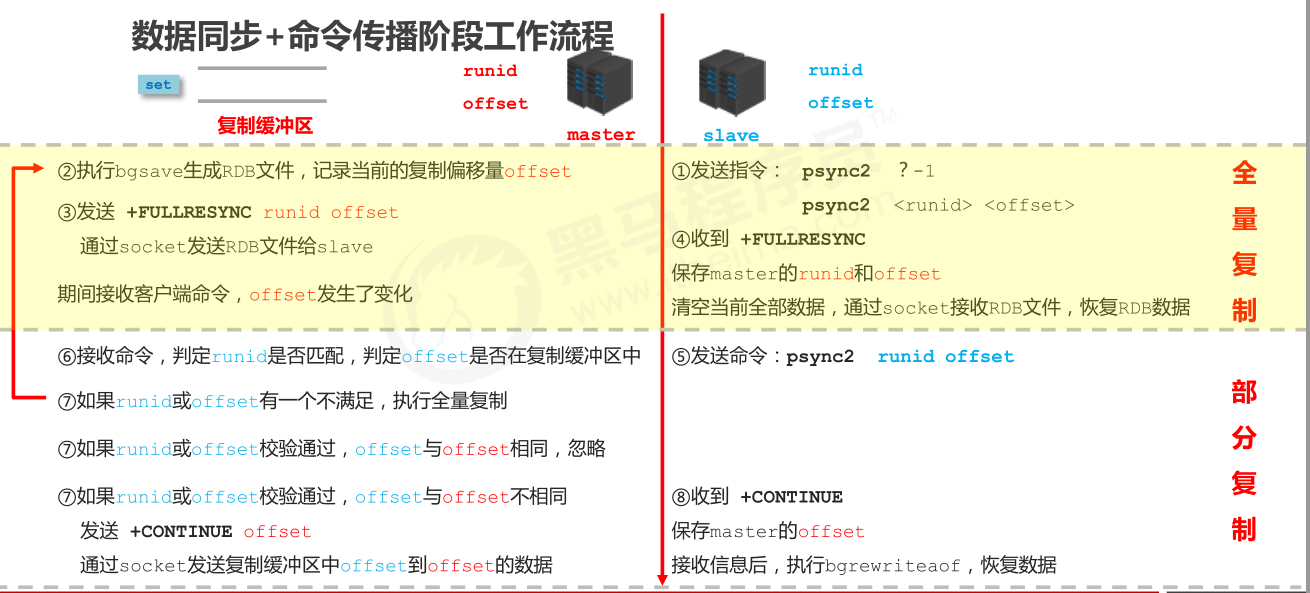 数据同步+命令传播阶段工作流程
set
复制缓冲区
runid
offset
master
runid
offset
slave
②执行bgsave生成RDB文件，记录当前的复制偏移量offset
③发送 +FULLRESYNC runid offset
通过socket发送RDB文件给slave
期间接收客户端命令，offset发生了变化
①发送指令： psync2 ？-1
psync2 <runid> <offset>
④收到 +FULLRESYNC
保存master的runid和offset
清空当前全部数据，通过socket接收RDB文件，恢复RDB数据
全量复制
⑥接收命令，判定runid是否匹配，判定offset是否在复制缓冲区中
⑦如果runid或offset有一个不满足，执行全量复制
⑦如果runid或offset校验通过，offset与offset相同，忽略
⑦如果runid或offset校验通过，offset与offset不相同
发送 +CONTINUE offset
通过socket发送复制缓冲区中offset到offset的数据
⑤发送命令：psync2 runid offset
⑧收到 +CONTINUE
保存master的offset
接收信息后，执行bgrewriteaof，恢复数据
部分复制
黑马程序员™